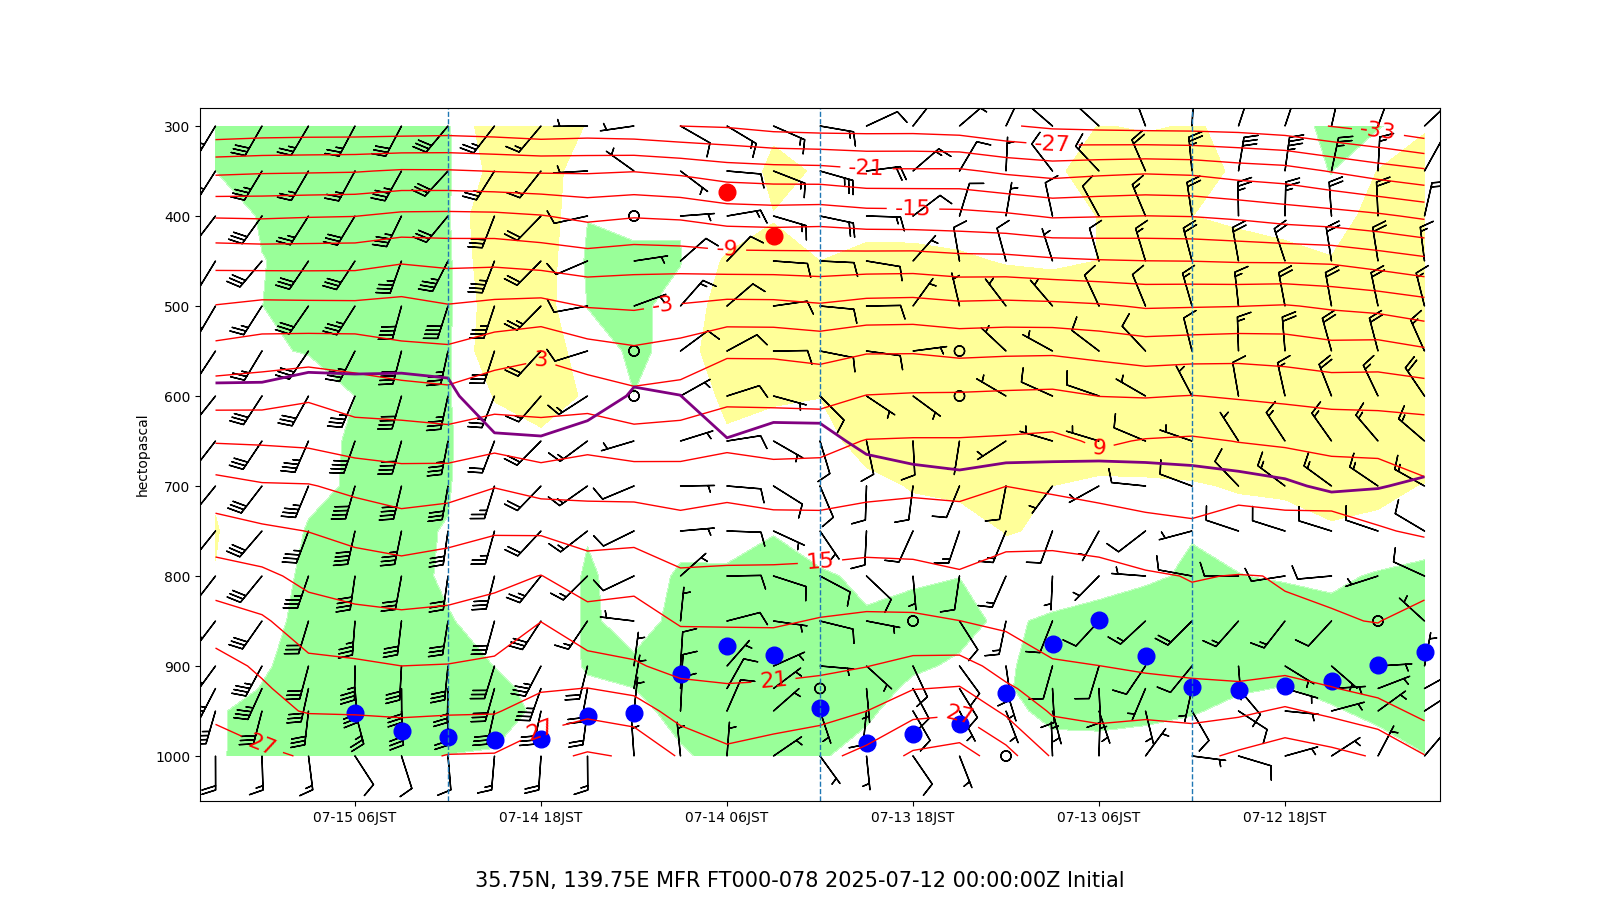 300
400
500
600
700
800
900
1000
hectopascal
-33
-27
-21
-15
-9
-3
3
9
15
21
27
27
27
07-15 06JST
07-14 18JST
07-14 06JST
07-13 18JST
07-13 06JST
07-12 18JST
35.75N, 139.75E MFR FT000-078 2025-07-12 00:00:00Z Initial